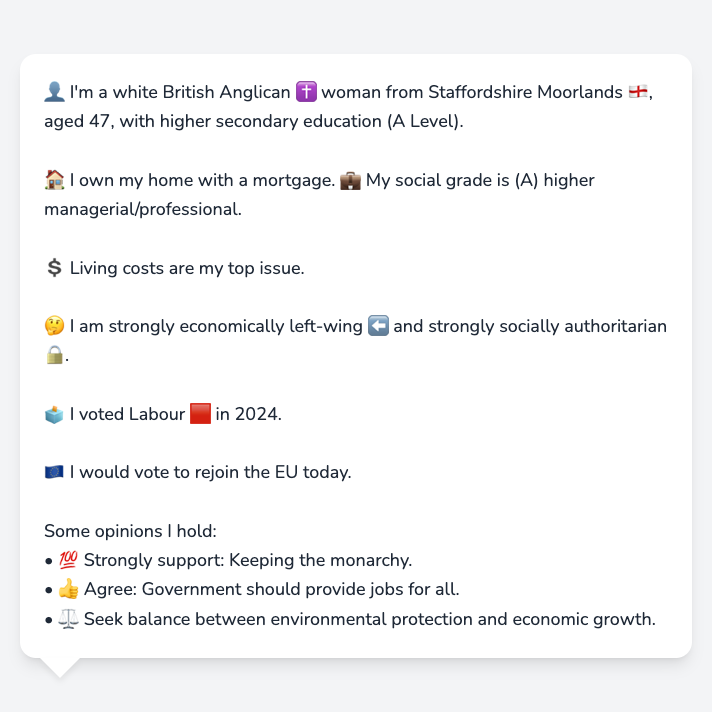 👤 I'm a white British Anglican ✝️ woman from Staffordshire Moorlands 🏴󠁧󠁢󠁥󠁮󠁧󠁿,
aged 47, with higher secondary education (A Level).
🏠 I own my home with a mortgage. 💼 My social grade is (A) higher
managerial/professional.
💲 Living costs are my top issue.
🤔 I am strongly economically left-wing ⬅️ and strongly socially authoritarian
🔒.
🗳️ I voted Labour 🟥 in 2024.
🇪🇺 I would vote to rejoin the EU today.
Some opinions I hold:
• 💯 Strongly support: Keeping the monarchy.
• 👍 Agree: Government should provide jobs for all.
• ⚖️ Seek balance between environmental protection and economic growth.